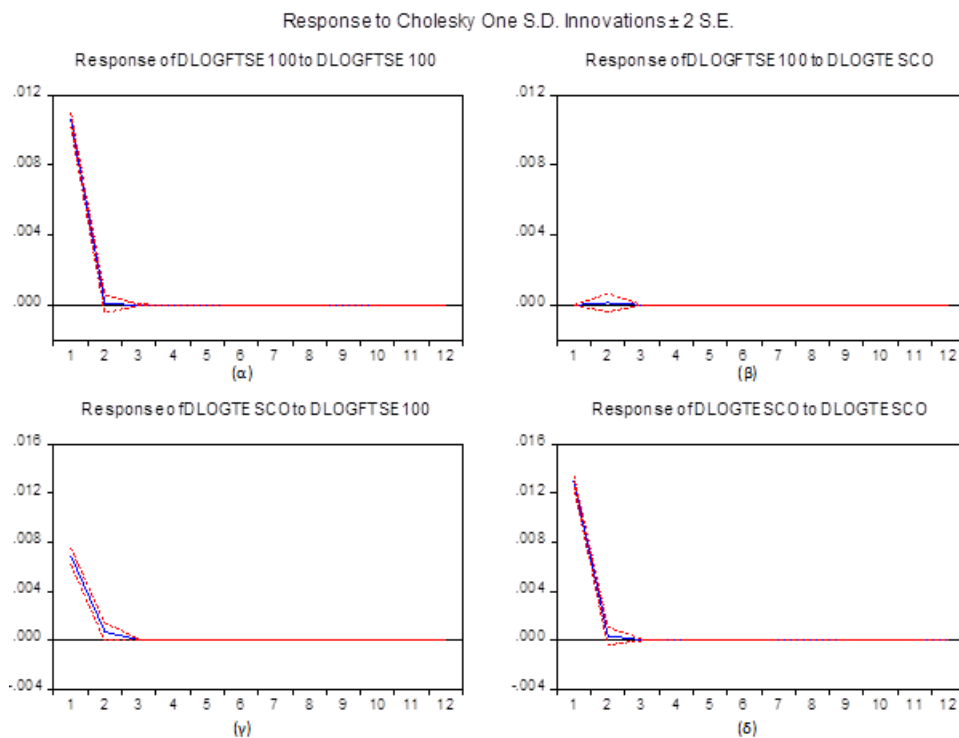 Response to Cholesky One S.D. Innovations ± 2 S.E.
Response of DLOGFTSE100 to DLOGFTSE100
Response of DLOGFTSE100 to DLOGTESCO
.012
.008
.004
.000
1 2 3 4 5 6 7 8 9 10 11 12
(α)
.012
.008
.004
.000
1 2 3 4 5 6 7 8 9 10 11 12
(β)
Response of DLOGTESCO to DLOGFTSE100
Response of DLOGTESCO to DLOGTESCO
.016
.012
.008
.004
.000
-.004
1 2 3 4 5 6 7 8 9 10 11 12
(γ)
.016
.012
.008
.004
.000
-.004
1 2 3 4 5 6 7 8 9 10 11 12
(δ)